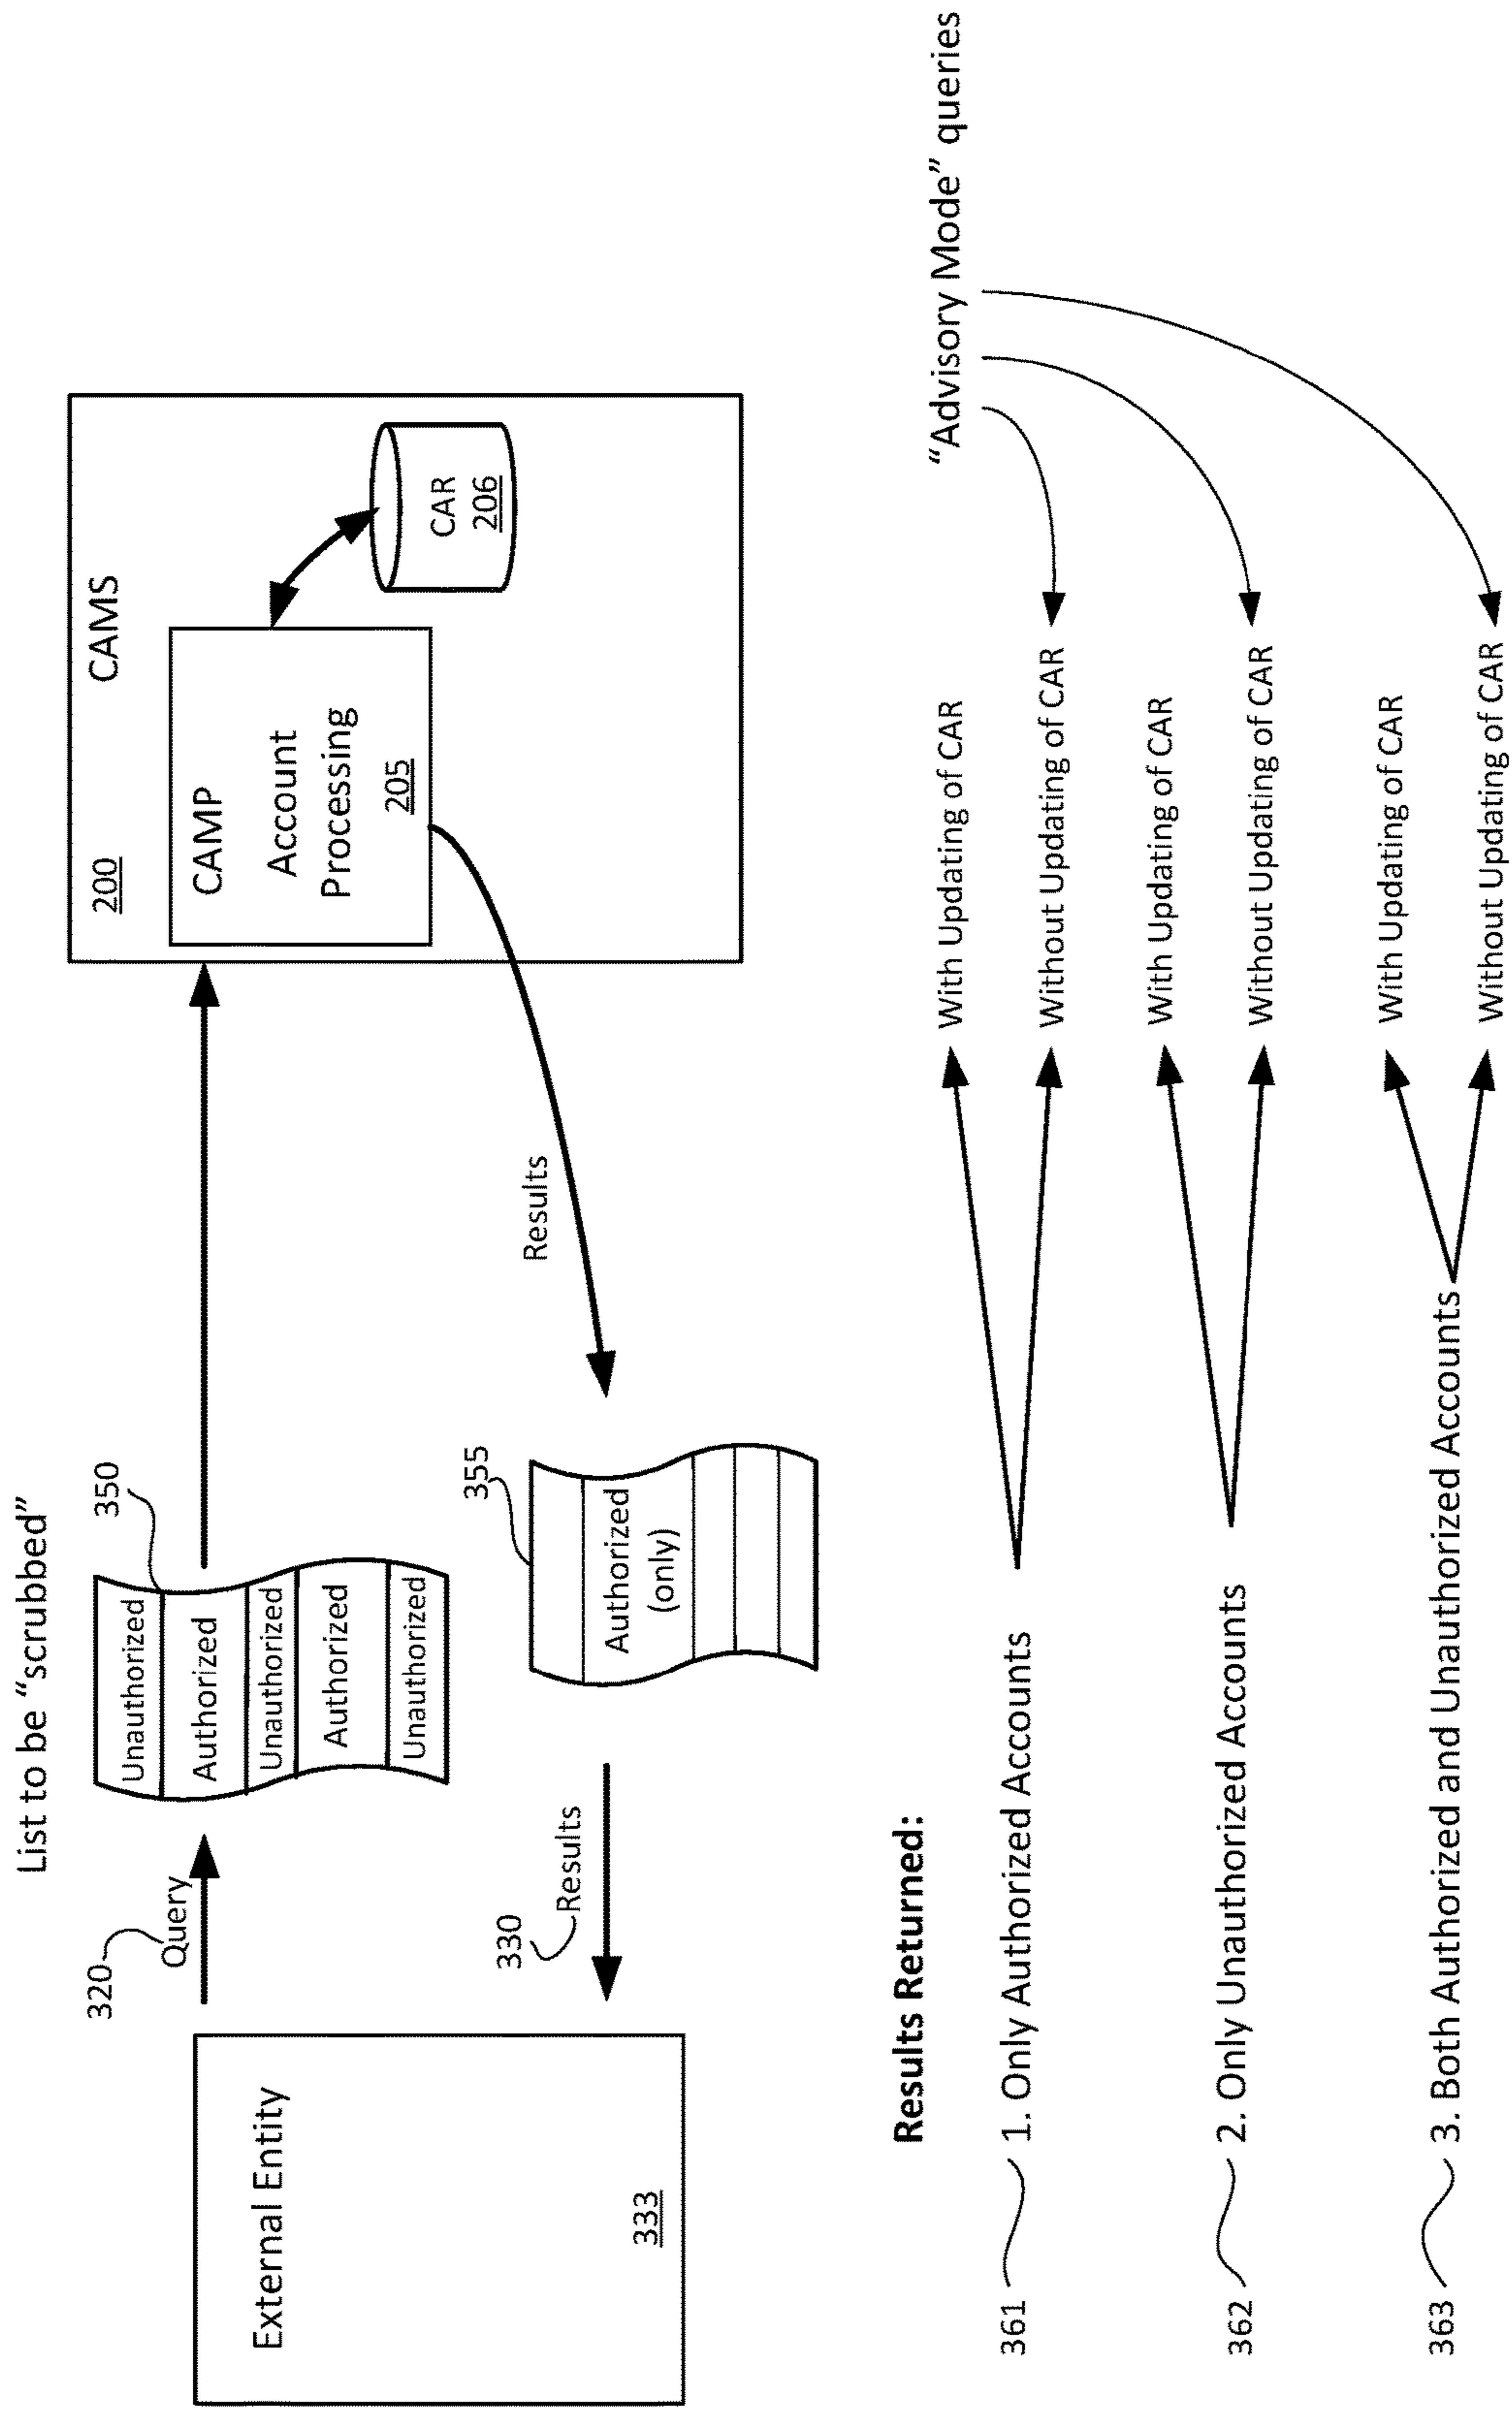 List to be “scrubbed”
320
Query
350
Unauthorized
Authorized
Unauthorized
Authorized
Unauthorized
200
CAMS
CAMP
Account
Processing
205
CAR
206
External Entity
333
330
Results
355
Authorized
(only)
Results
Results Returned:
“Advisory Mode” queries
361
1. Only Authorized Accounts
With Updating of CAR
Without Updating of CAR
362
2. Only Unauthorized Accounts
With Updating of CAR
Without Updating of CAR
363
3. Both Authorized and Unauthorized Accounts
With Updating of CAR
Without Updating of CAR